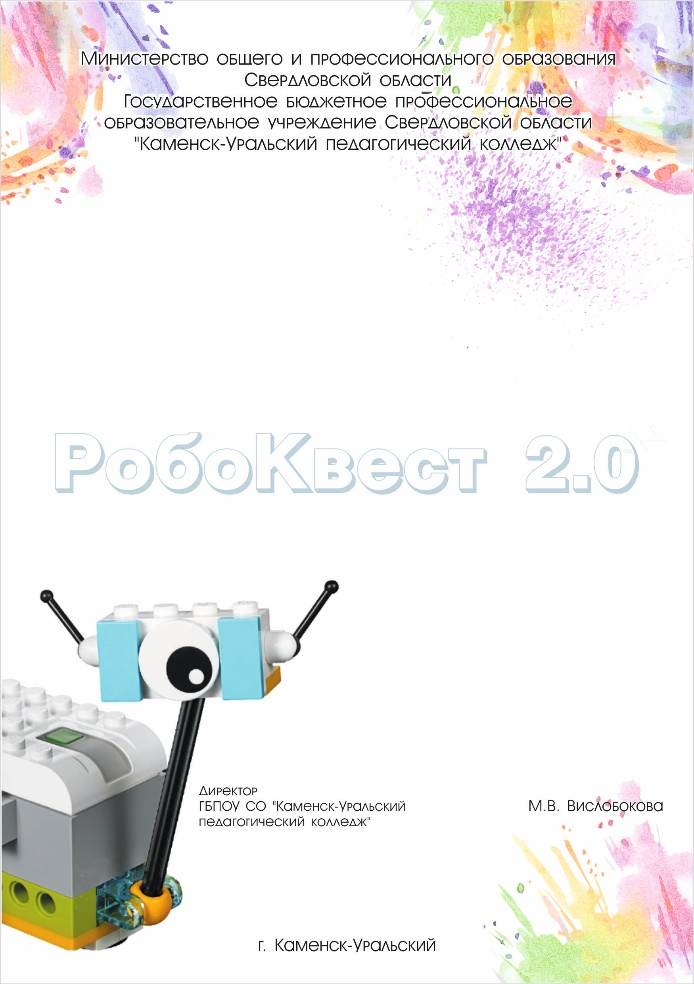 Министерство общего и профессионального образования
Свердловской области
Государственное бюджетное профессиональное
образовательное учреждение Свердловской области
"Каменск-Уральский педагогический колледж"
РобоКвест 2.0
Директор
ГБПОУ СО "Каменск-Уральский
педагогический колледж"
М.В. Вислобокова
г. Каменск-Уральский